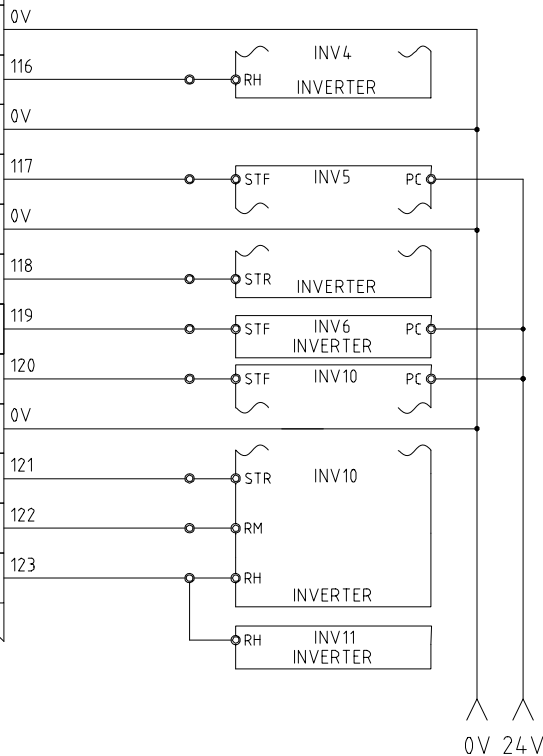 0V
INV4
116
RH
INVERTER
0V
117
STF
INV5
PC
0V
118
STR
INVERTER
119
STF
INV6
PC
INVERTER
120
STF
INV10
PC
0V
121
STR
INV10
122
RM
123
RH
INVERTER
RH
INV11
INVERTER
0V 24V